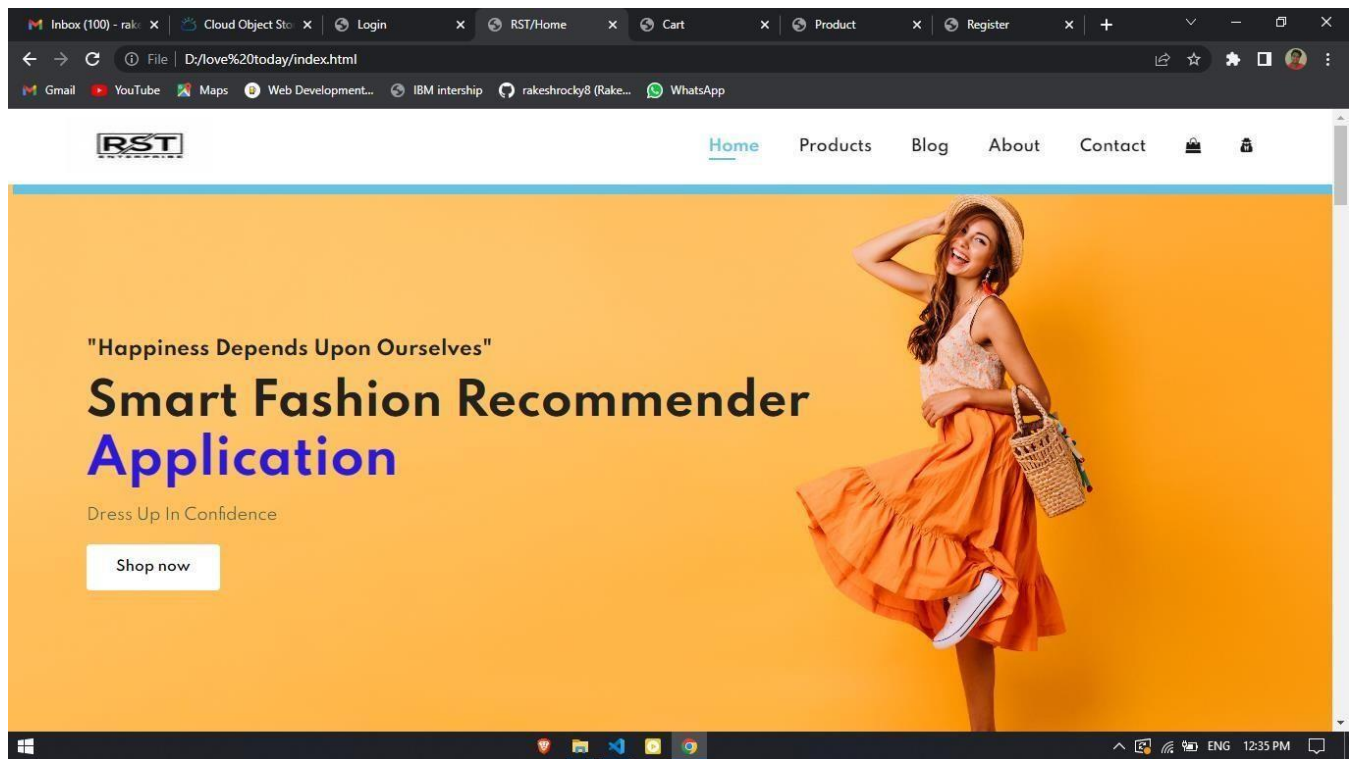 Inbox (100) - rake
Cloud Object Sto
Login
RST/Home
Cart
Product
Register
File D:/love%20today/index.html
Gmail YouTube Maps Web Development... IBM intership rakeshrocky8 (Rake... WhatsApp
RST
ENTERPRISE
Home Products Blog About Contact
"Happiness Depends Upon Ourselves"
Smart Fashion Recommender
Application
Dress Up In Confidence
Shop now
ENG 12:35 PM